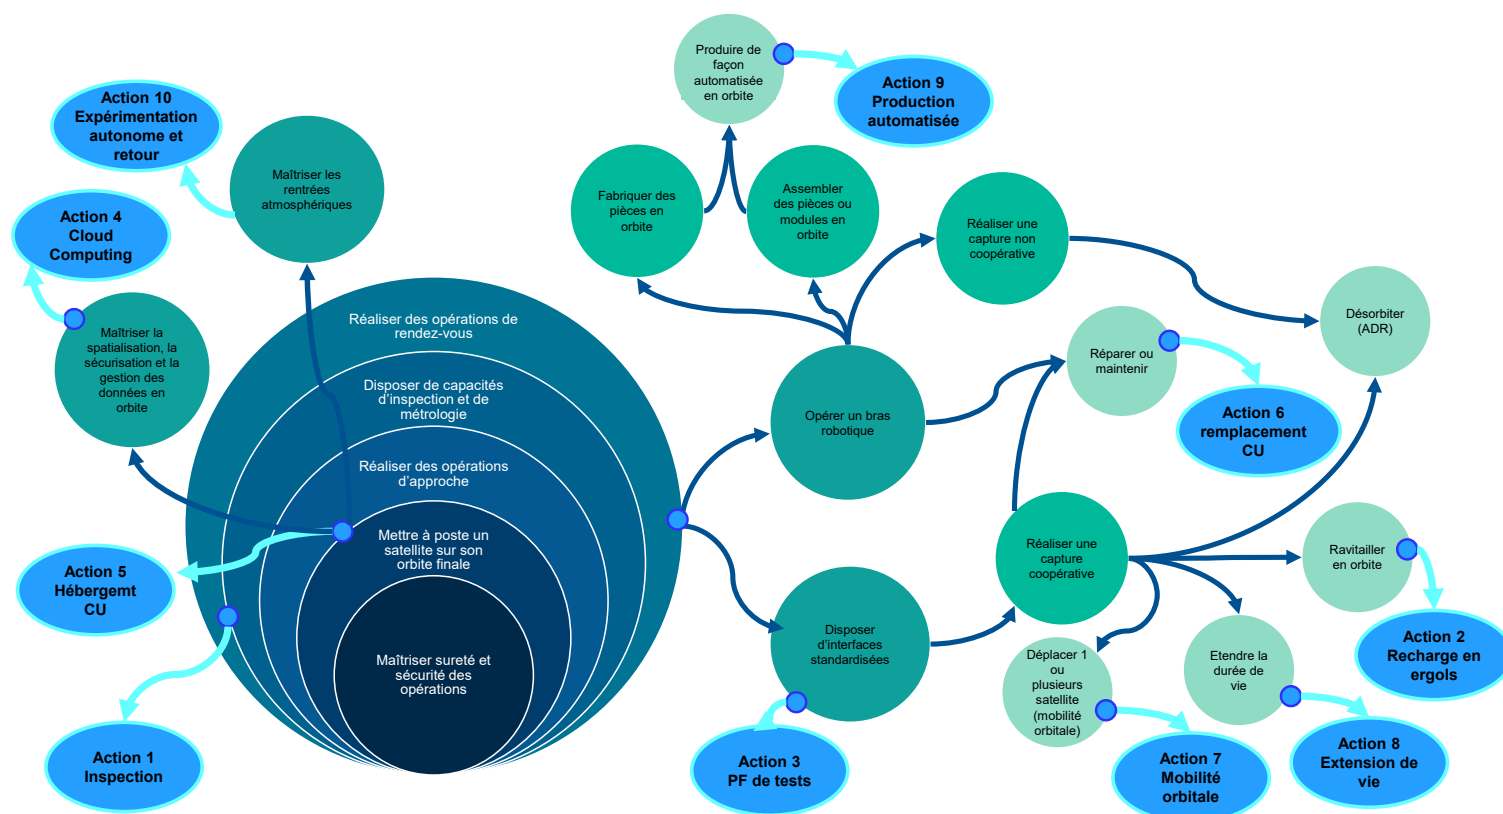 Produire de
façon
automatisée
en orbite
Action 9
Production
automatisée
Action 10
Expérimentation
autonome et
retour
Maîtriser les
rentrées
atmosphériques
Fabriquer des
pièces en
orbite
Assembler
des pièces ou
modules en
orbite
Réaliser une
capture non
coopérative
Action 4
Cloud
Computing
Réaliser des opérations de
rendez-vous
Désorbiter
(ADR)
Maîtriser la
spatialisation, la
sécurisation et la
gestion des
données en
orbite
Réparer ou
maintenir
Disposer de capacités
d'inspection et de
métrologie
Opérer un bras
robotique
Action 6
remplacement
CU
Réaliser des opérations
d'approche
Mettre à poste un
satellite sur son
orbite finale
Réaliser une
capture
coopérative
Ravitailler
en orbite
Action 5
Hébergemt
CU
Maîtriser sureté et
sécurité des
opérations
Disposer
d'interfaces
standardisées
Déplacer 1
ou
plusieurs
satellite
(mobilité
orbitale)
Etendre la
durée de
vie
Action 2
Recharge en
ergols
Action 1
Inspection
Action 3
PF de tests
Action 7
Mobilité
orbitale
Action 8
Extension de
vie